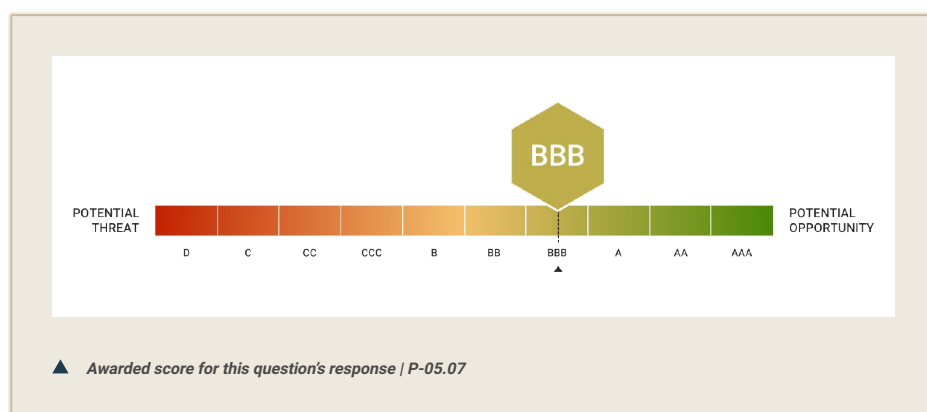 BBB
POTENTIAL
THREAT
POTENTIAL
OPPORTUNITY
D C CC CCC B BB BBB A AA AAA
Awarded score for this question's response | P-05.07